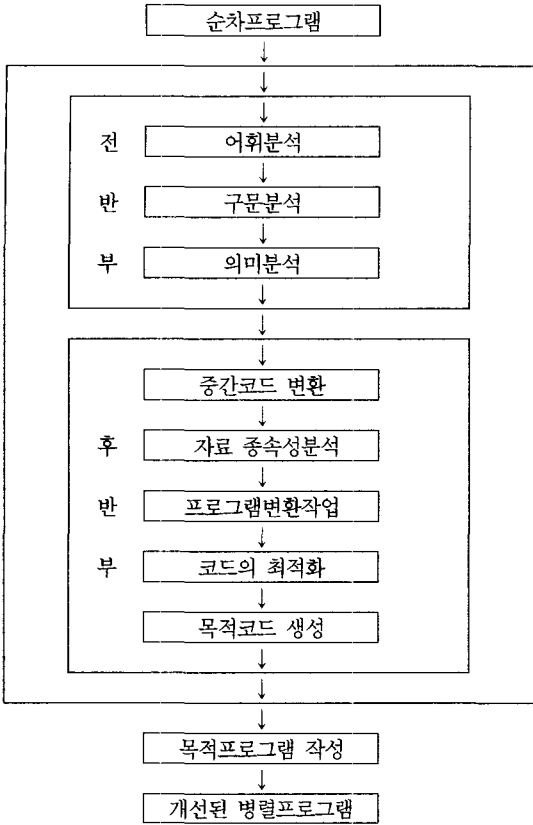 순차프로그램
전 어휘분석
반 구문분석
부 의미분석
중간코드 변환
후 자료 종속성분석
반 프로그램변환작업
부 코드의 최적화
목적코드 생성
목적프로그램 작성
개선된 병렬프로그램